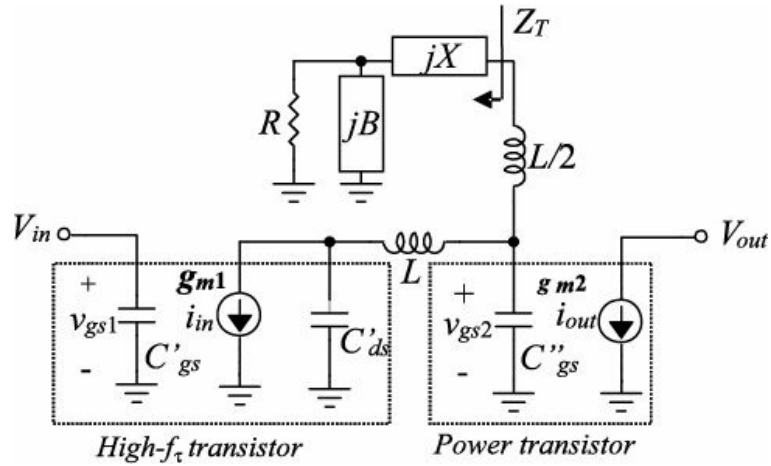 Z_T
jX
R
jB
L/2
V_in
V_out
L
+
g_m1
v_gs1
i_in
C'_gs
C'_ds
-
+
g_m2
v_gs2
i_out
C''_gs
-
High-f_τ transistor
Power transistor